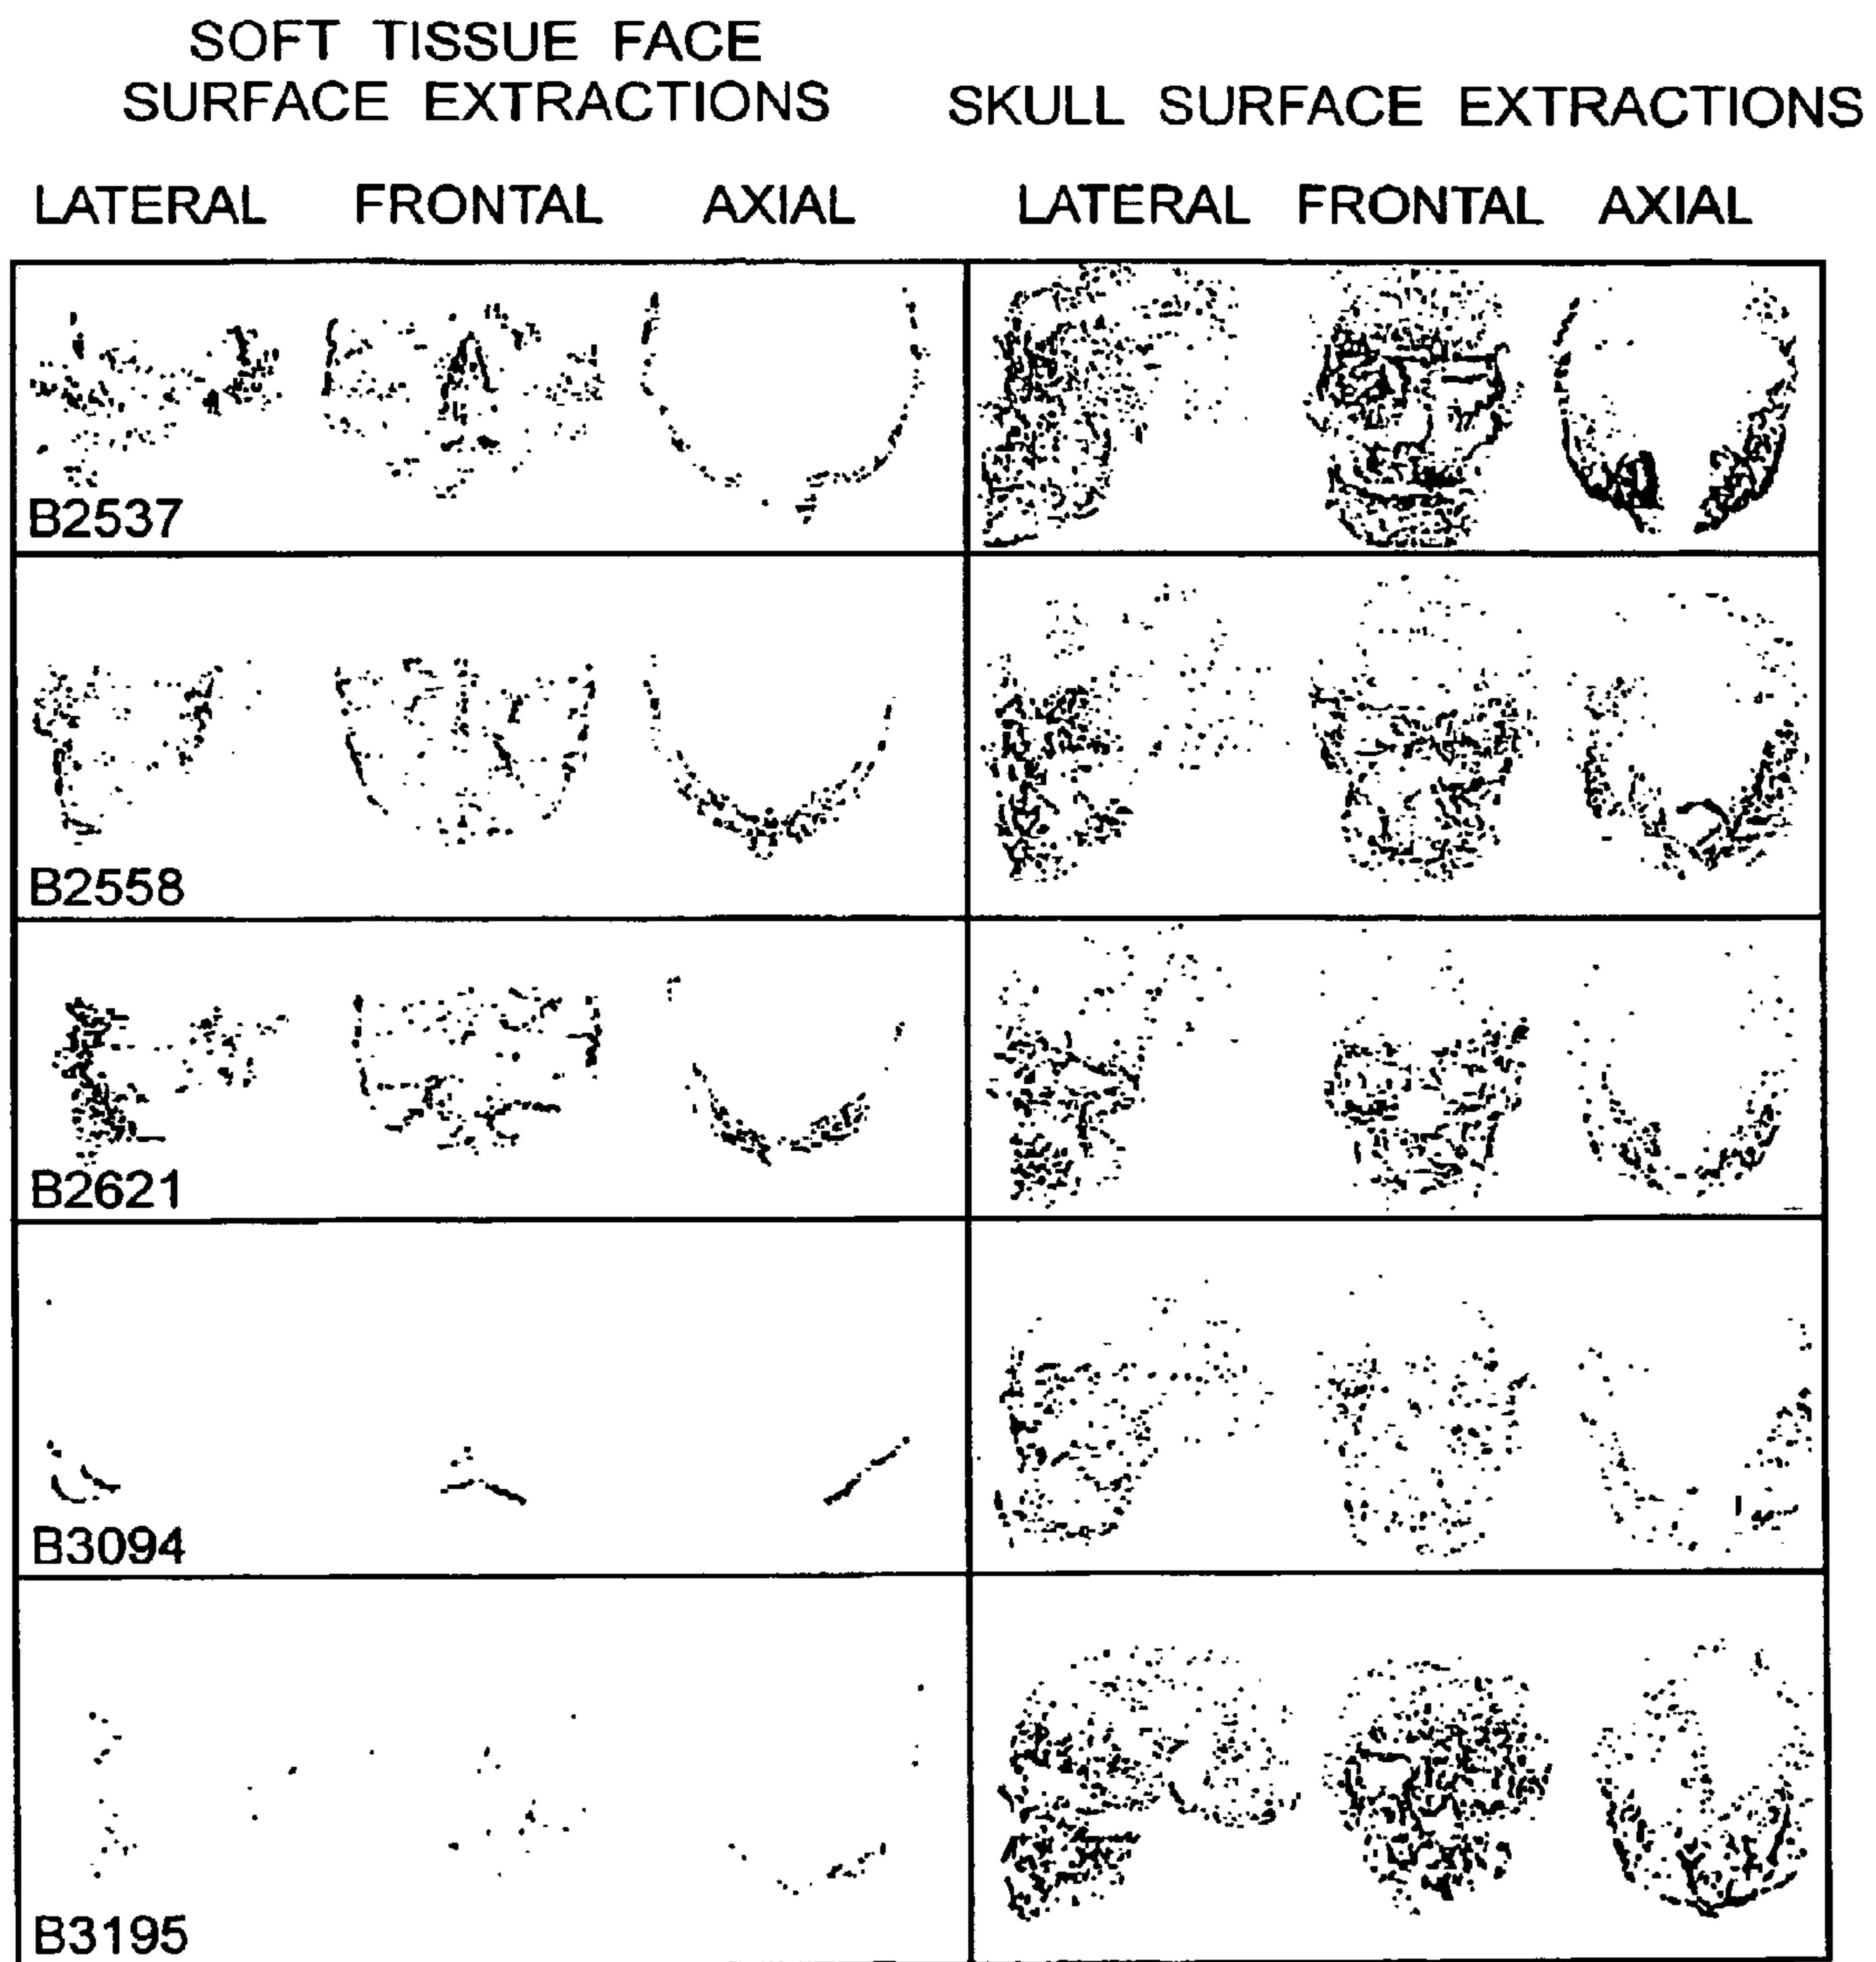 SOFT TISSUE FACE
SURFACE EXTRACTIONS
SKULL SURFACE EXTRACTIONS
LATERAL FRONTAL AXIAL LATERAL FRONTAL AXIAL
B2537
B2558
B2621
B3094
B3195